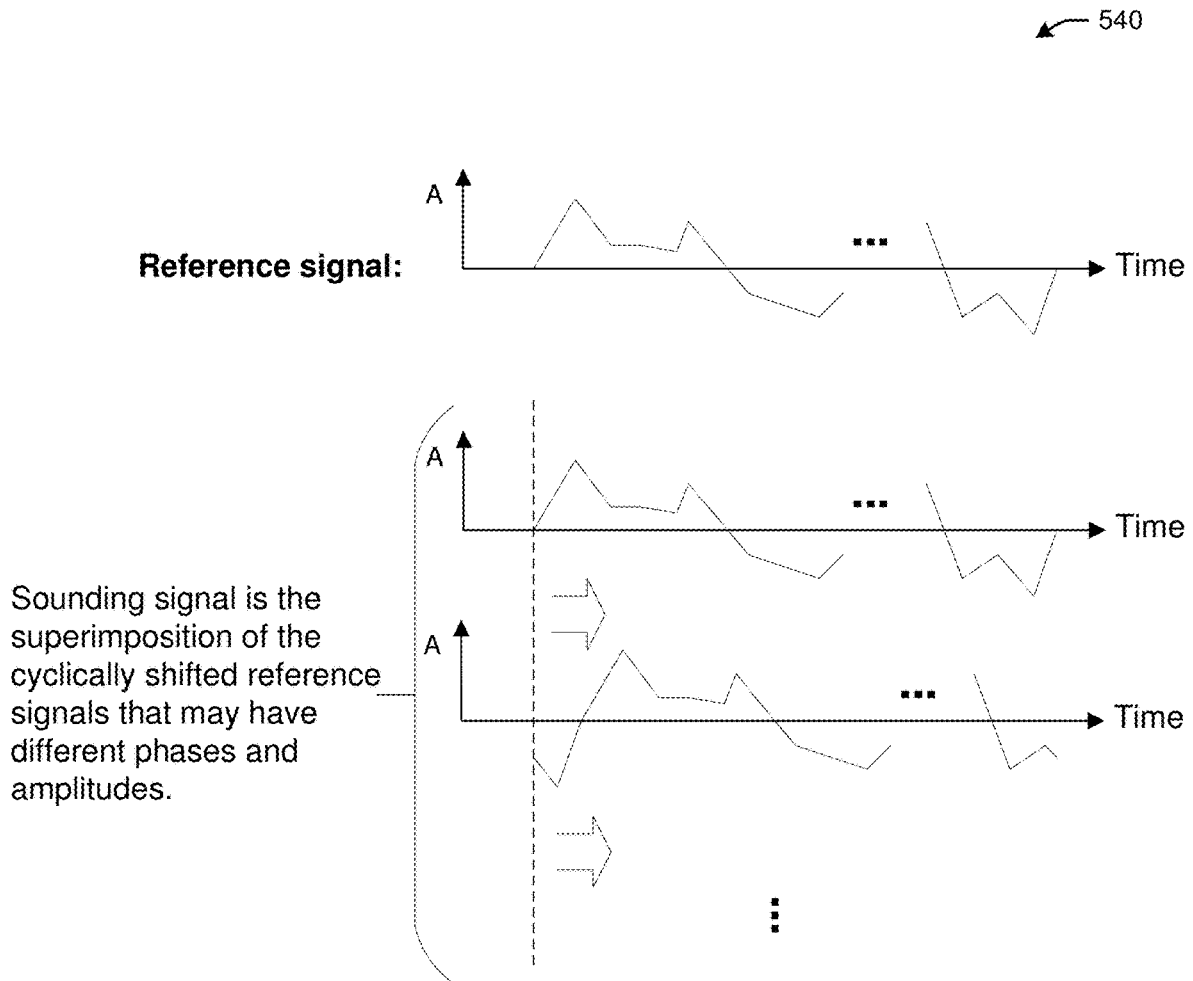 540
A
Reference signal:
Time
A
Time
Sounding signal is the
superimposition of the
cyclically shifted reference
signals that may have
different phases and
amplitudes.
A
Time